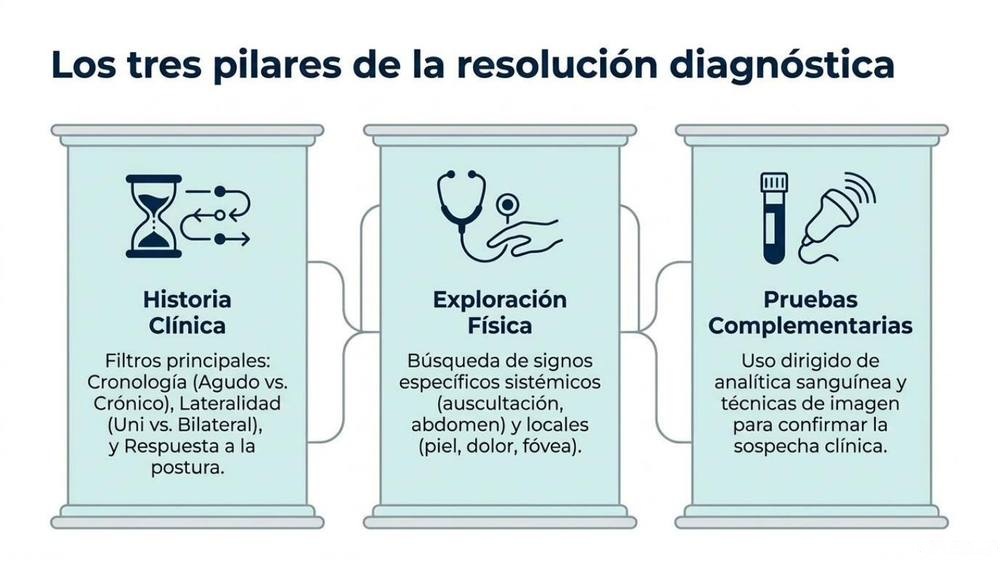 Los tres pilares de la resolución diagnóstica
Historia
Clínica
Filtros principales:
Cronología (Agudo vs.
Crónico), Lateralidad
(Uni vs. Bilateral),
y Respuesta a la
postura.
Exploración
Física
Búsqueda de signos
específicos sistémicos
(auscultación,
abdomen) y locales
(piel, dolor, fóvea).
Pruebas
Complementarias
Uso dirigido de
analítica sanguínea y
técnicas de imagen
para confirmar la
sospecha clínica.